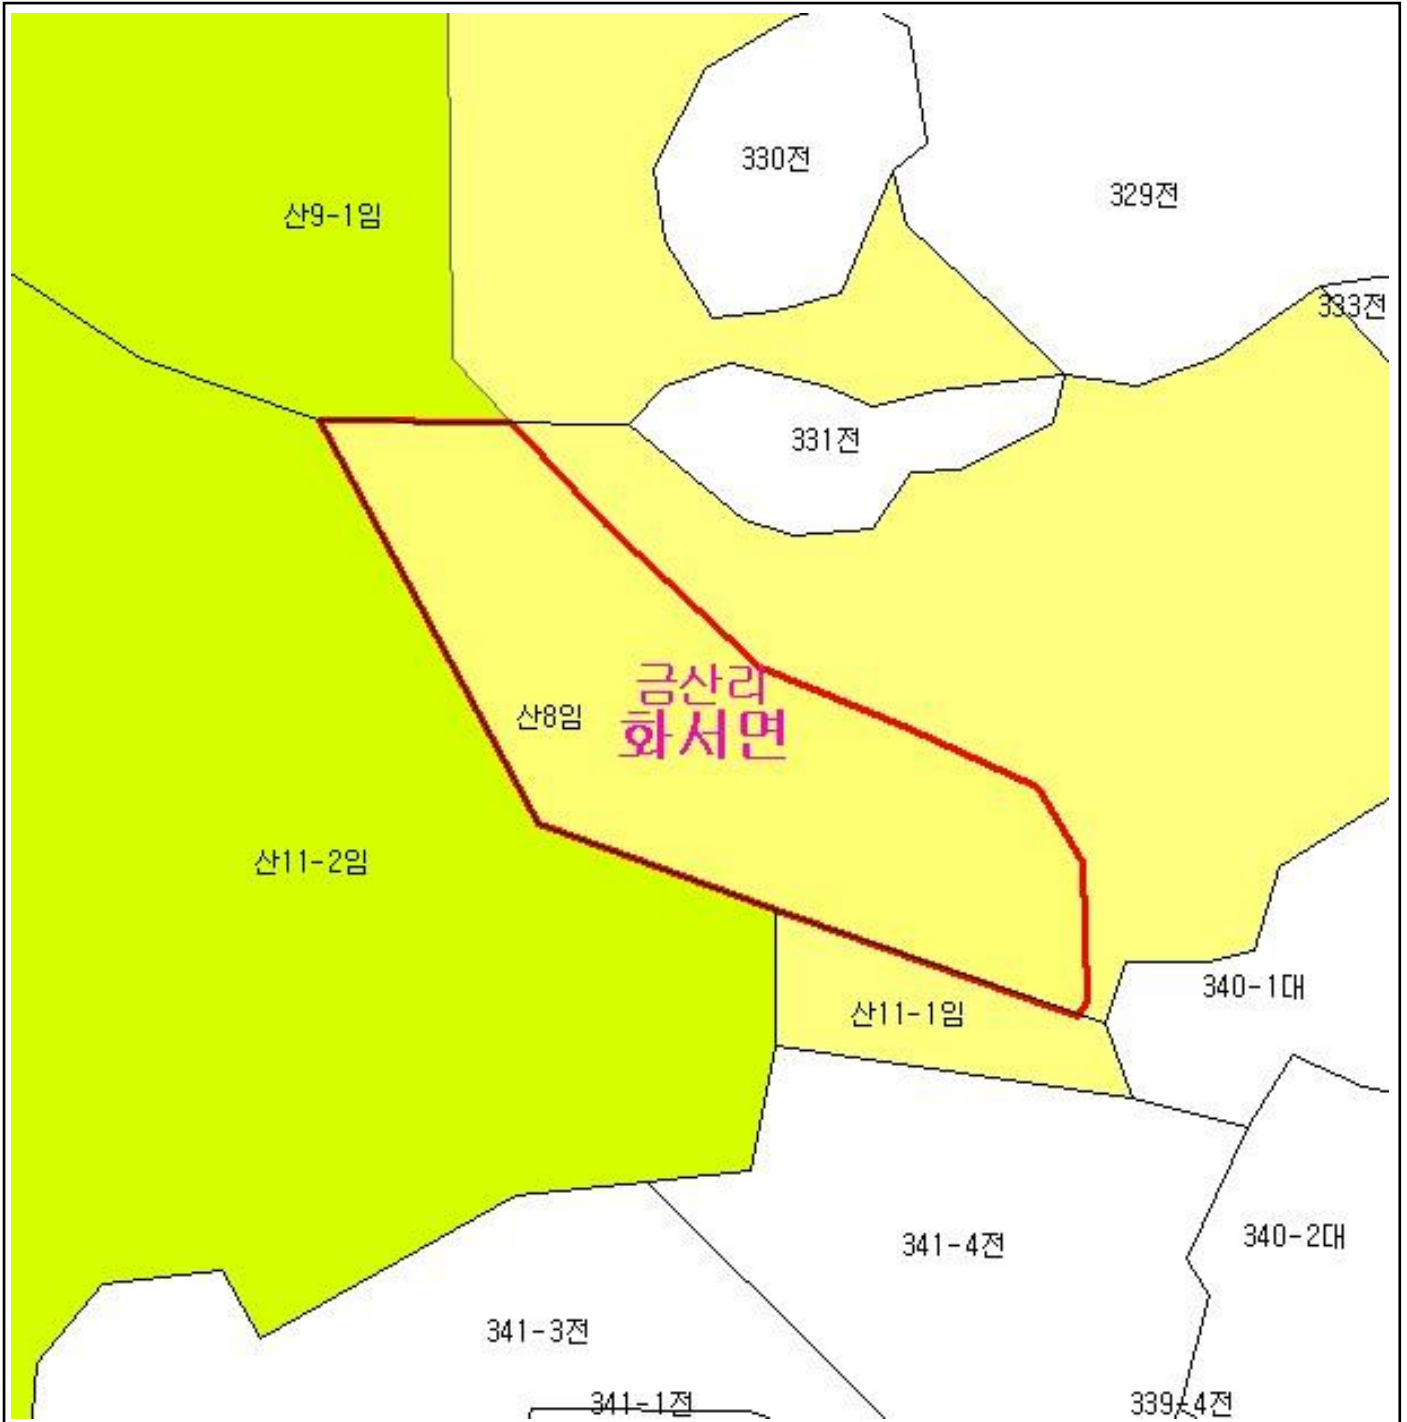 330전
329전
산9-1임
333전
331전
금산리
산8임
화서면
산11-2임
340-1대
산11-1임
341-4전
340-2대
341-3전
341-1전
339-4전